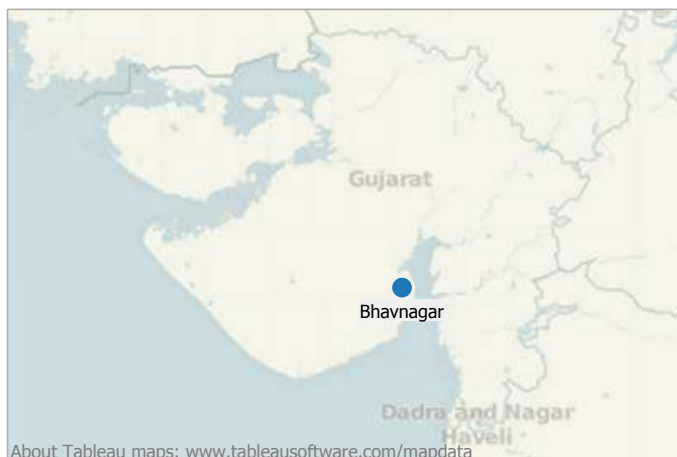 Gujarat
Bhavnagar
Dadra and Nagar
Haveli
About Tableau maps: www.tableausoftware.com/mapdata